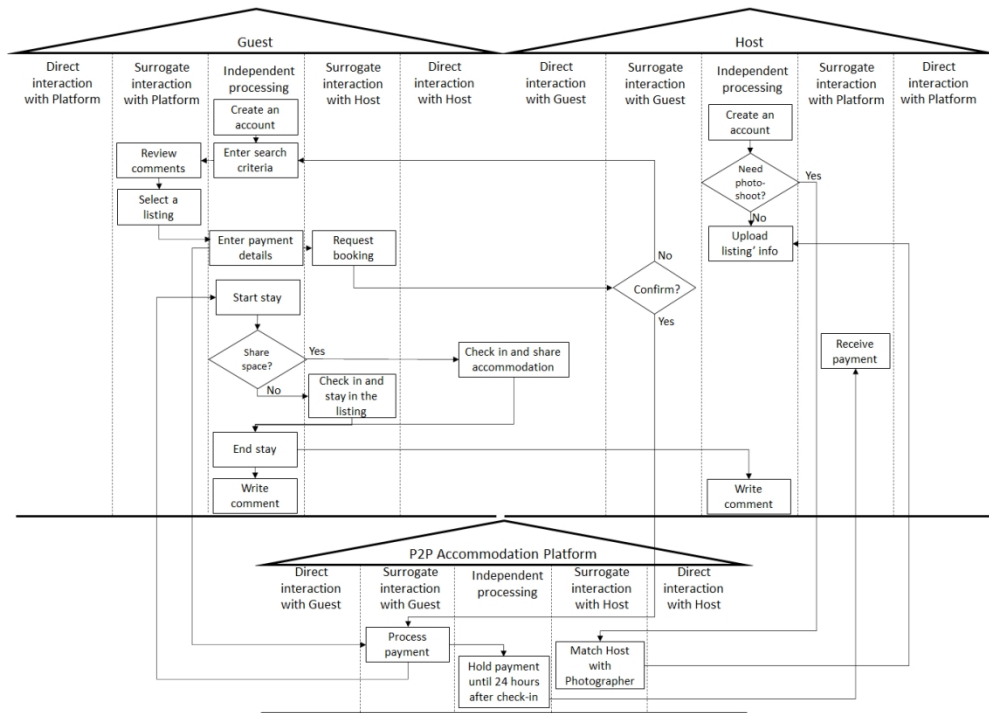 Guest
Host
Direct
interaction
with Platform
Surrogate
interaction
with Platform
Independent
processing
Surrogate
interaction
with Host
Direct
interaction
with Host
Direct
interaction
with Guest
Surrogate
interaction
with Guest
Independent
processing
Surrogate
interaction
with Platform
Direct
interaction
with Platform
Create an
account
Create an
account
Review
comments
Enter search
criteria
Need
photo-
shoot?
Yes
Select a
listing
No
Enter payment
details
Request
booking
Upload
listing' info
No
Confirm?
Yes
Start stay
Share
space?
Yes
No
Check in and share
accommodation
Receive
payment
Check in and
stay in the
listing
End stay
Write
comment
Write
comment
P2P Accommodation Platform
Direct
interaction
with Guest
Surrogate
interaction
with Guest
Independent
processing
Surrogate
interaction
with Host
Direct
interaction
with Host
Process
payment
Hold payment
until 24 hours
after check-in
Match Host
with
Photographer